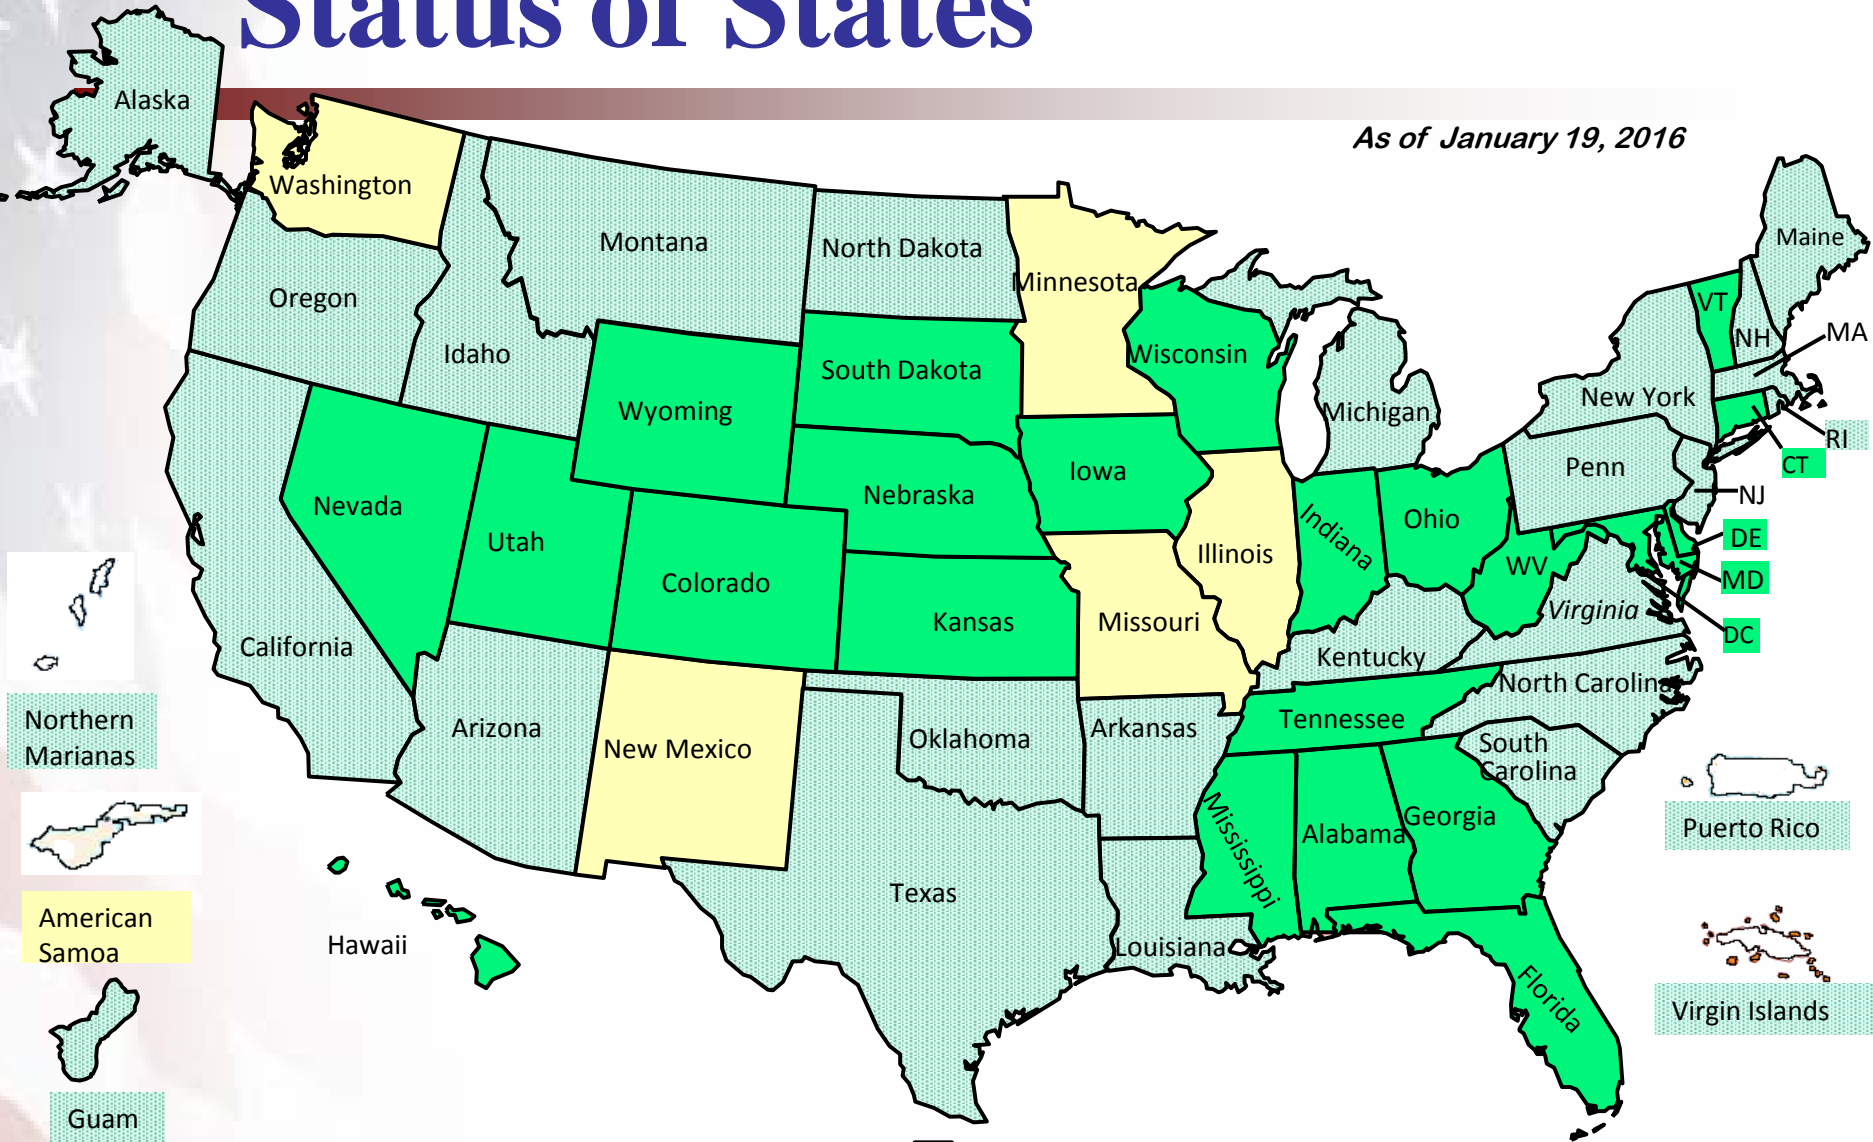 Status of States
As of January 19, 2016
Alaska
Washington
Montana
North Dakota
Minnesota
Maine
Oregon
Idaho
Wyoming
South Dakota
Wisconsin
Michigan
New York
VT
NH
MA
RI
CT
Penn
NJ
Nevada
Utah
Colorado
Nebraska
Iowa
Kansas
Illinois
Indiana
Ohio
WV
DE
MD
DC
Virginia
California
Missouri
Kentucky
North Carolina
Tennessee
Arizona
New Mexico
Oklahoma
Arkansas
South
Carolina
Mississippi
Alabama
Georgia
Texas
Louisiana
Florida
Hawaii
Northern
Marianas
American
Samoa
Guam
Puerto Rico
Virgin Islands